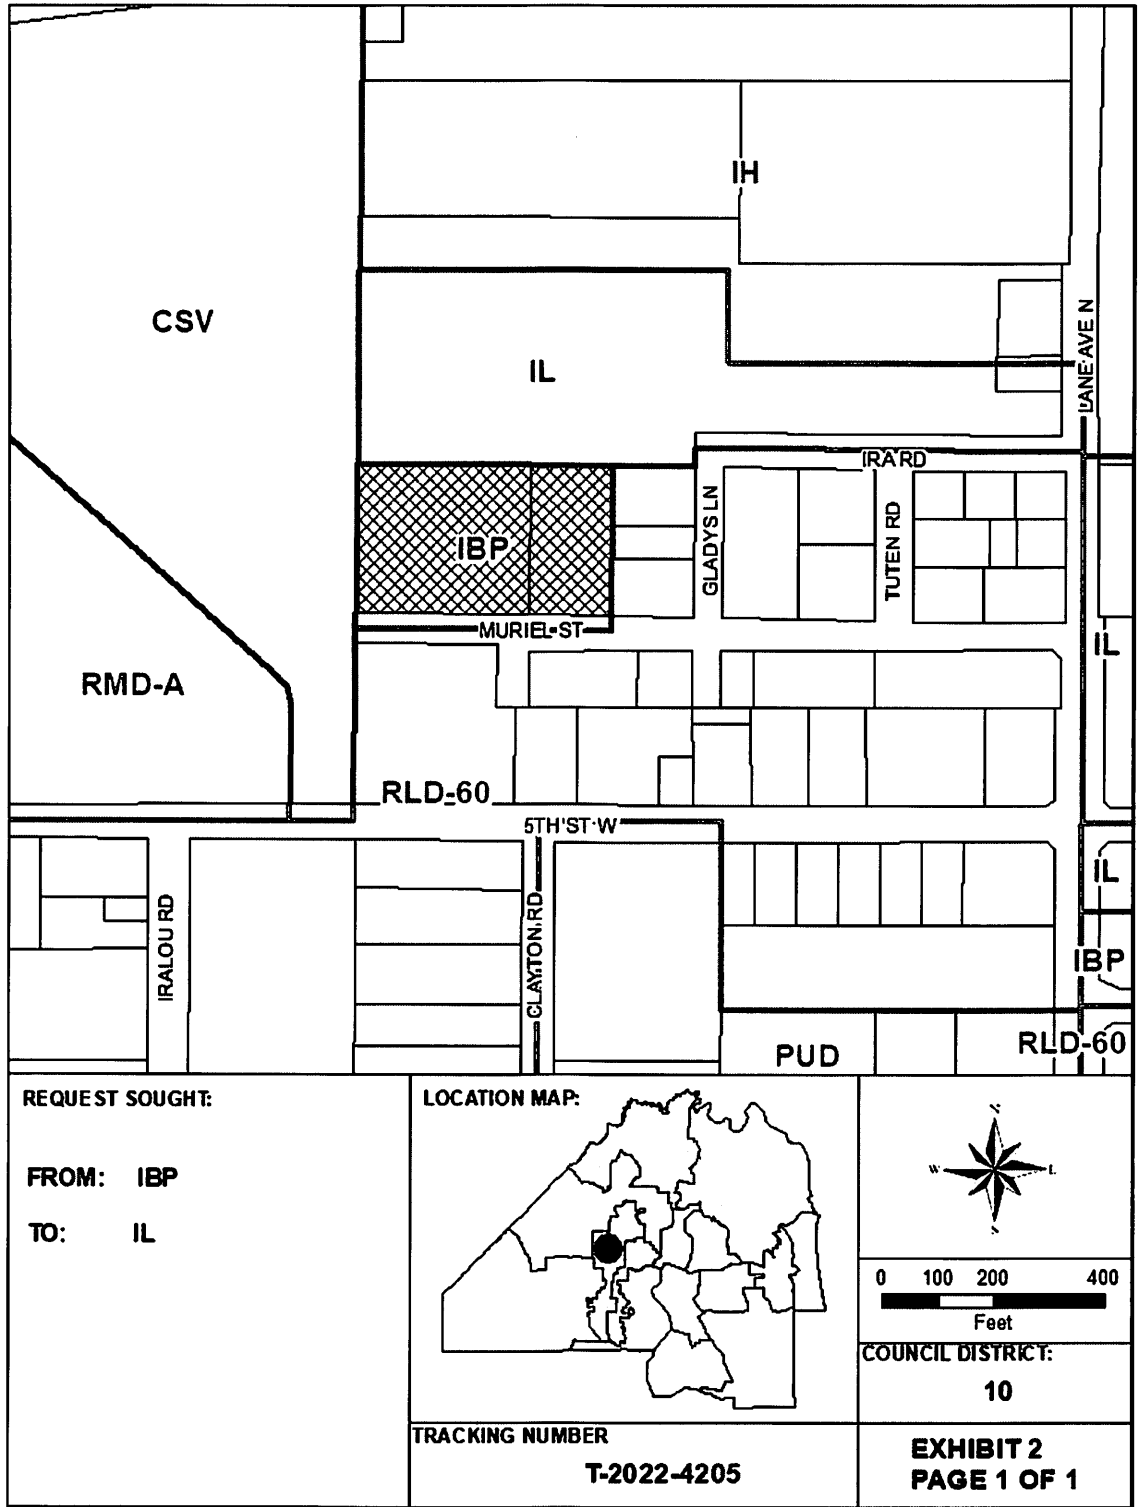 IH
CSV
LANE AVE N
IL
IRA RD
IBP
GLADYS LN
TUTEN RD
MURIEL ST
IL
RMD-A
RLD-60
5TH ST W
IL
IRALOU RD
CLAYTON RD
IBP
PUD
RLD-60
REQUEST SOUGHT:
FROM: IBP
TO: IL
LOCATION MAP:
N
W
0 100 200 400
Feet
COUNCIL DISTRICT:
10
TRACKING NUMBER
T-2022-4205
EXHIBIT 2
PAGE 1 OF 1